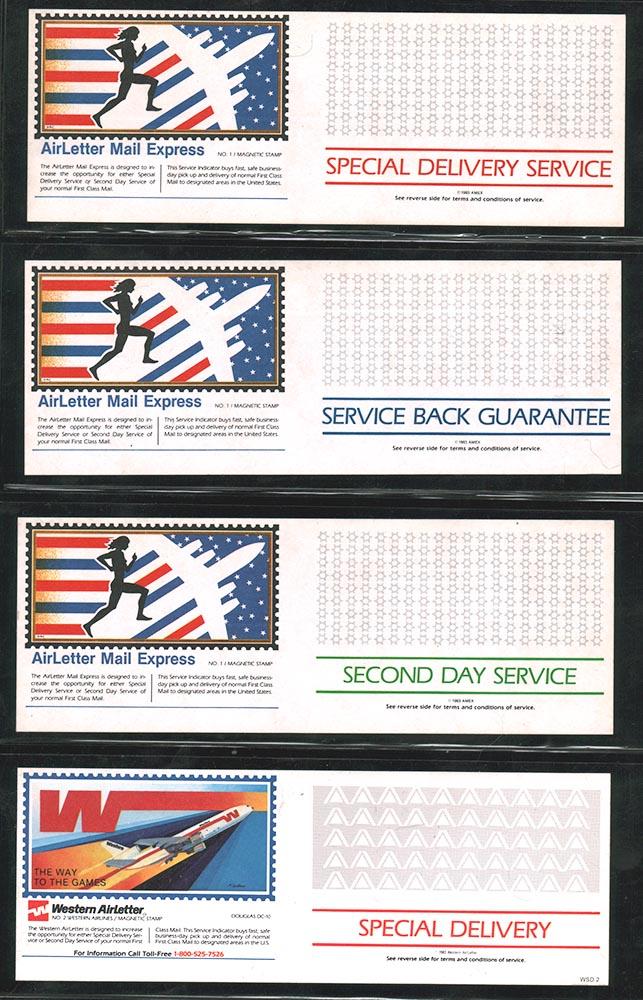 AirLetter Mail Express NO. 1 / MAGNETIC STAMP
The AirLetter Mail Express is designed to in-
crease the opportunity for either Special
Delivery Service or Second Day Service of
your normal First Class Mail.
This Service Indicator buys fast, safe business-
day pick up and delivery of normal First Class
Mail to designated areas in the United States.
SPECIAL DELIVERY SERVICE
© 1983 AMEX
See reverse side for terms and conditions of service.
AirLetter Mail Express NO. 1 / MAGNETIC STAMP
The AirLetter Mail Express is designed to in-
crease the opportunity for either Special
Delivery Service or Second Day Service of
your normal First Class Mail.
This Service Indicator buys fast, safe business-
day pick up and delivery of normal First Class
Mail to designated areas in the United States.
SERVICE BACK GUARANTEE
© 1983 AMEX
See reverse side for terms and conditions of service.
AirLetter Mail Express NO. 1 / MAGNETIC STAMP
The AirLetter Mail Express is designed to in-
crease the opportunity for either Special
Delivery Service or Second Day Service of
your normal First Class Mail.
This Service Indicator buys fast, safe business-
day pick up and delivery of normal First Class
Mail to designated areas in the United States.
SECOND DAY SERVICE
© 1983 AMEX
See reverse side for terms and conditions of service.
W
Western
W
THE WAY
TO THE GAMES
Western AirLetter
NO. 2 WESTERN AIRLINES / MAGNETIC STAMP
DOUGLAS DC-10
The Western AirLetter is designed to increase
the opportunity for either Special Delivery Ser-
vice or Second Day Service of your normal First
Class Mail. This Service Indicator buys fast, safe
business-day pick up and delivery of normal First
Class Mail to designated areas in the U.S.
For Information Call Toll-Free 1-800-525-7526
SPECIAL DELIVERY
© 1983 Western AirLetter
See reverse side for terms and conditions of service.
WSD 2